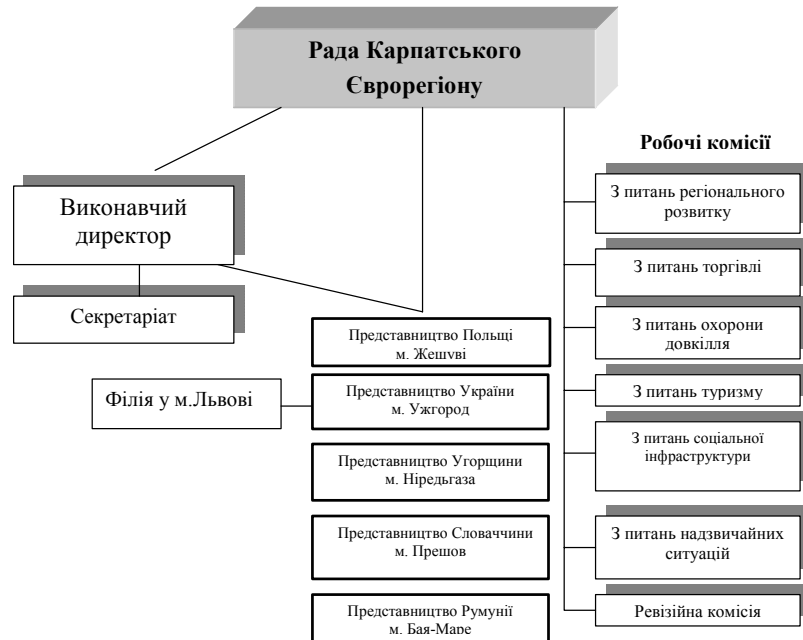 Рада Карпатського
Єврорегіону
Робочі комісії
Виконавчий
директор
Секретаріат
Філія у м.Львові
Представництво Польщі
м. Жешуві
Представництво України
м. Ужгород
Представництво Угорщини
м. Ніредьгаза
Представництво Словаччини
м. Прешов
Представництво Румунії
м. Бая-Маре
З питань регіонального
розвитку
З питань торгівлі
З питань охорони
довкілля
З питань туризму
З питань соціальної
інфраструктури
З питань надзвичайних
ситуацій
Ревізійна комісія